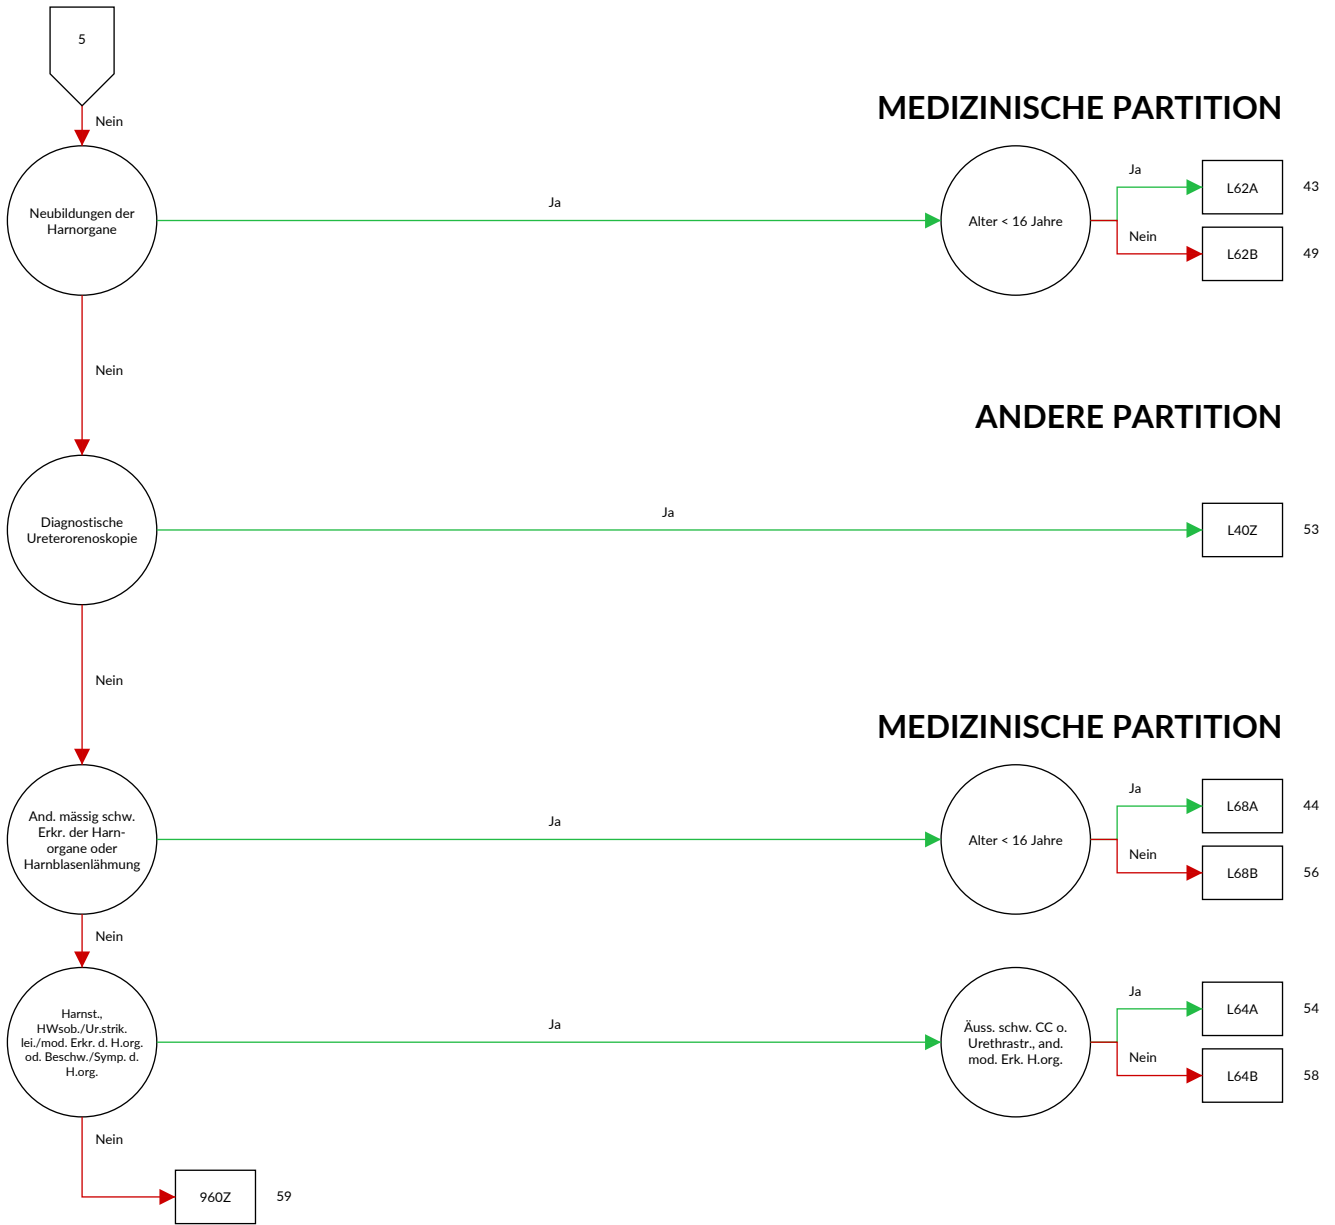 5
Nein
MEDIZINISCHE PARTITION
Neubildungen der
Harnorgane
Ja
Alter < 16 Jahre
Ja
L62A
43
Nein
L62B
49
Nein
ANDERE PARTITION
Diagnostische
Ureterorenoskopie
Ja
L40Z
53
Nein
MEDIZINISCHE PARTITION
And. mässig schw.
Erkr. der Harn-
organe oder
Harnblasenlähmung
Ja
Alter < 16 Jahre
Ja
L68A
44
Nein
L68B
56
Nein
Harnst.,
HWsob./Ur.strik.
lei./mod. Erkr. d. H.org.
od. Beschw./Symp. d.
H.org.
Ja
Äuss. schw. CC o.
Urethrastr., and.
mod. Erk. H.org.
Ja
L64A
54
Nein
L64B
58
Nein
960Z
59